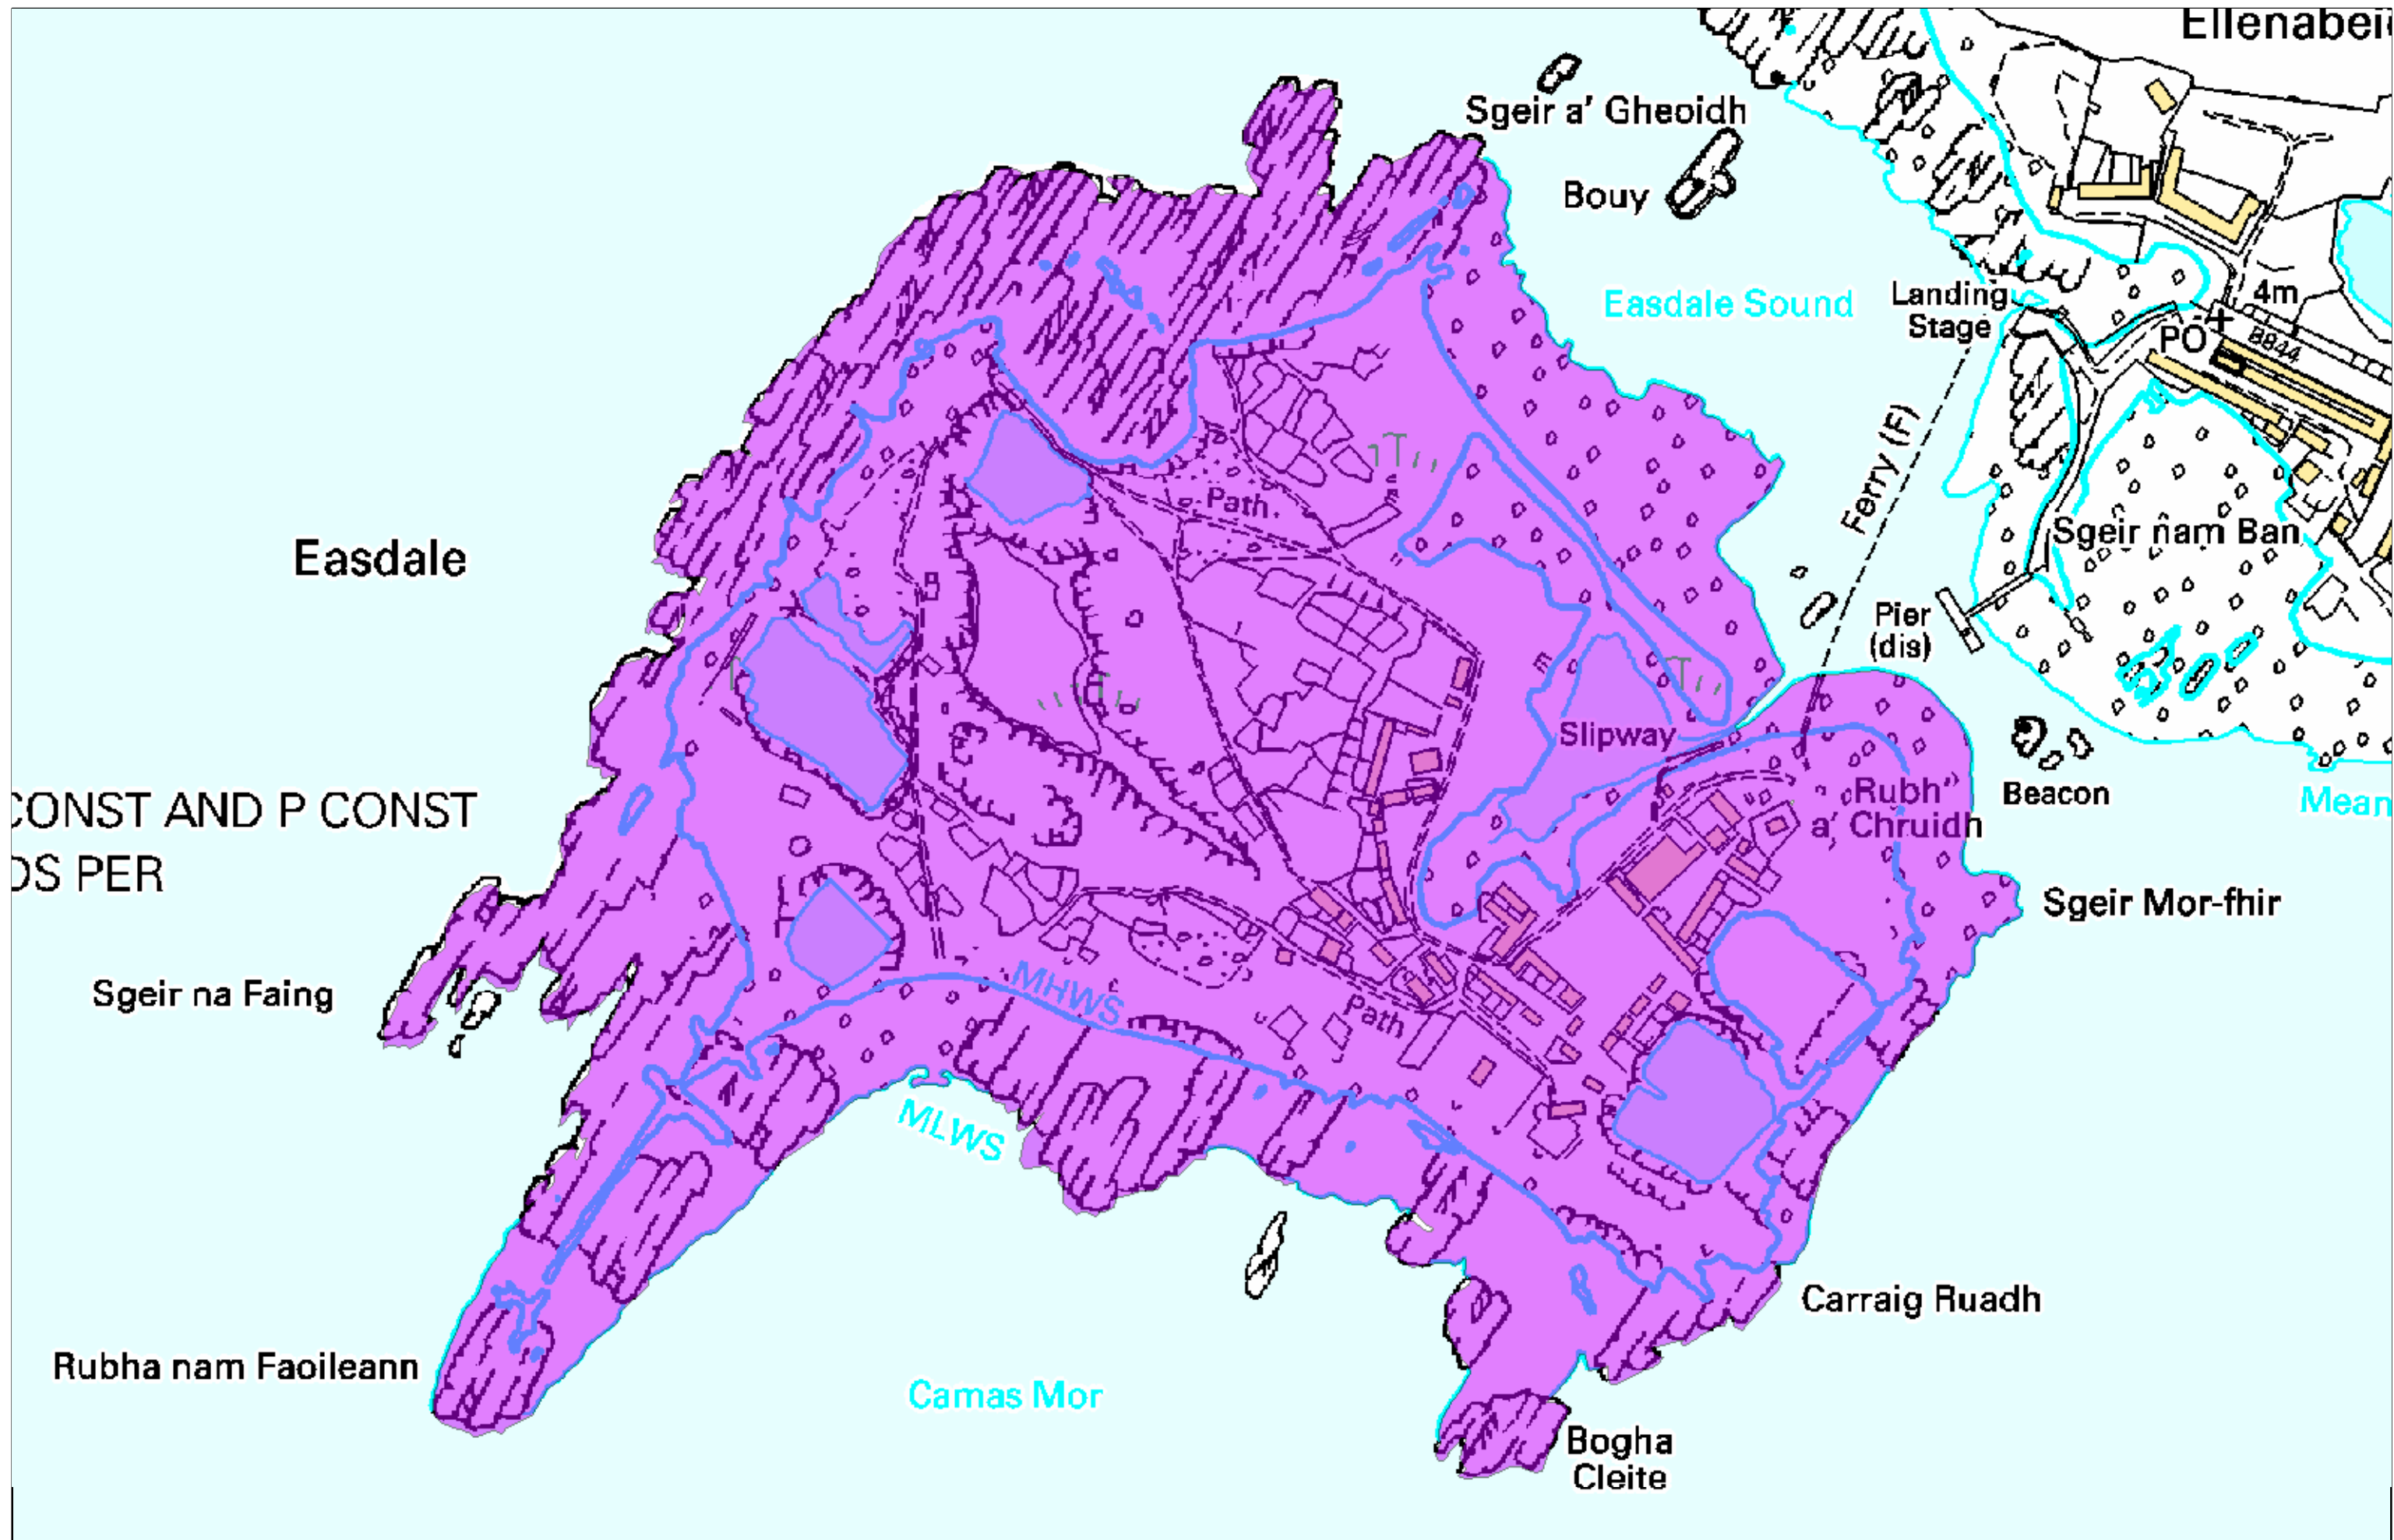 Ellenabei
Sgeir a' Gheoidh
Bouy
Easdale Sound
Landing
Stage
4m
PO
B844
Ferry (F)
Path
Sgeir nam Ban
Easdale
Pier
(dis)
Slipway
Rubh'
a' Chruidh
Beacon
Mean
CONST AND P CONST
DS PER
Sgeir Mor-fhir
Sgeir na Faing
MHWS
Path
MLWS
Carraig Ruadh
Rubha nam Faoileann
Camas Mor
Bogha
Cleite